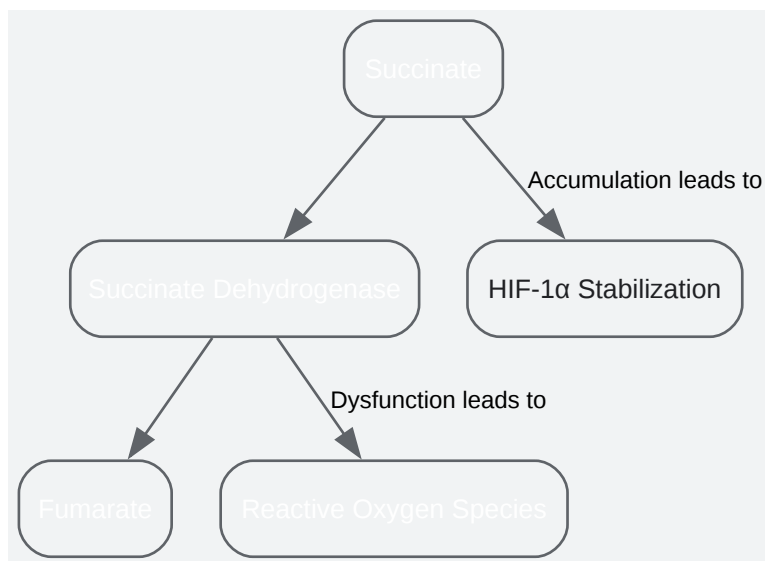 Succinate
Accumulation leads to
Succinate Dehydrogenase
HIF-1α Stabilization
Dysfunction leads to
Fumarate
Reactive Oxygen Species